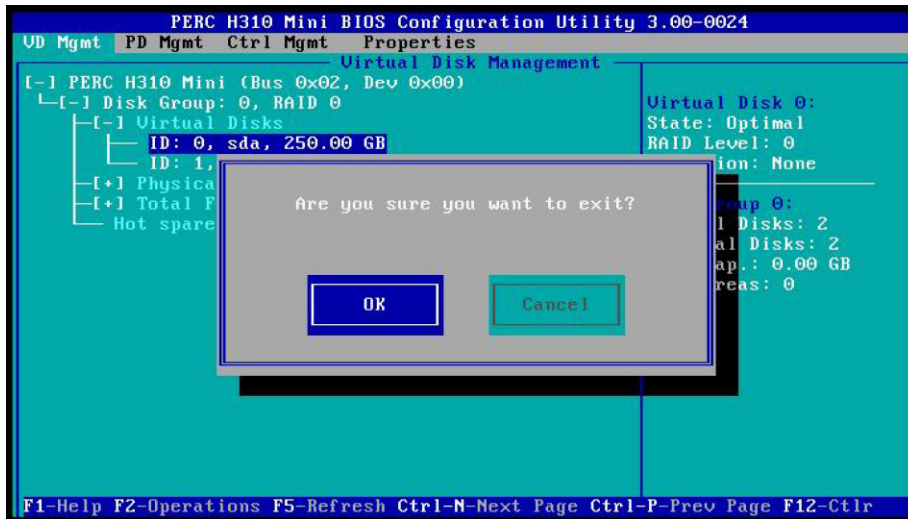 PERC H310 Mini BIOS Configuration Utility 3.00-0024
VD Mgmt PD Mgmt Ctrl Mgmt Properties
Virtual Disk Management
[-] PERC H310 Mini (Bus 0x02, Dev 0x00)
[-] Disk Group: 0, RAID 0
[-] Virtual Disks
ID: 0, sda, 250.00 GB
ID: 1,
[+] Physica
[+] Total F
Hot spare
Virtual Disk 0:
State: Optimal
RAID Level: 0
ion: None
up 0:
l Disks: 2
al Disks: 2
ap.: 0.00 GB
reas: 0
Are you sure you want to exit?
OK
Cancel
F1-Help F2-Operations F5-Refresh Ctrl-N-Next Page Ctrl-P-Prev Page F12-Ctlr